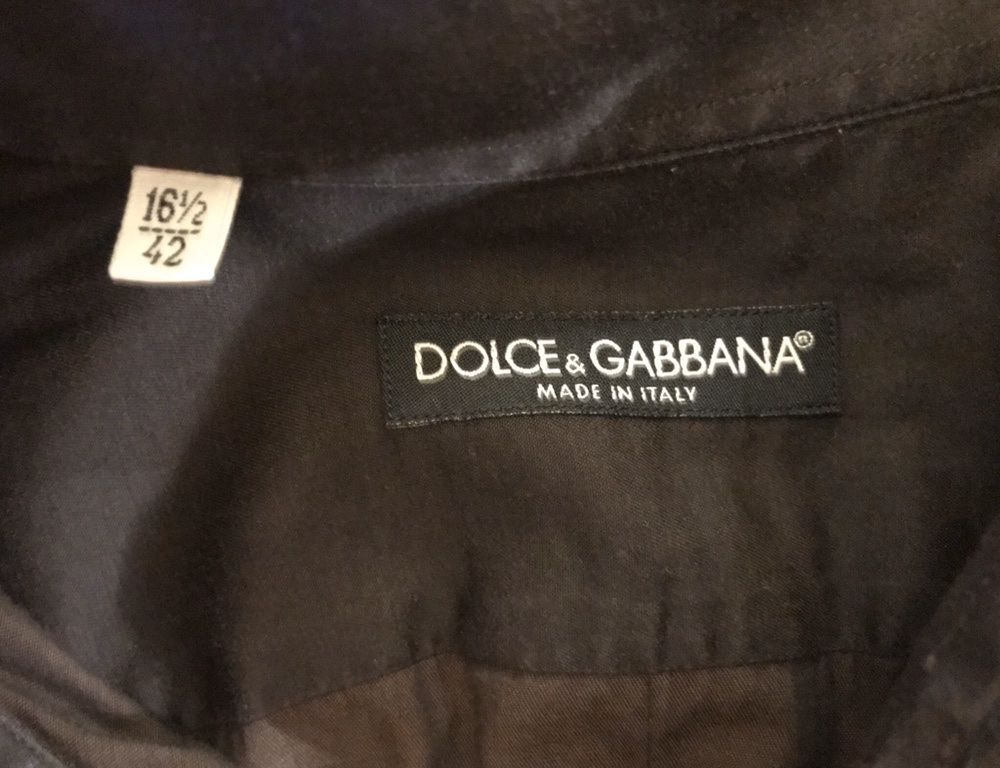 16½
42
DOLCE & GABBANA®
MADE IN ITALY